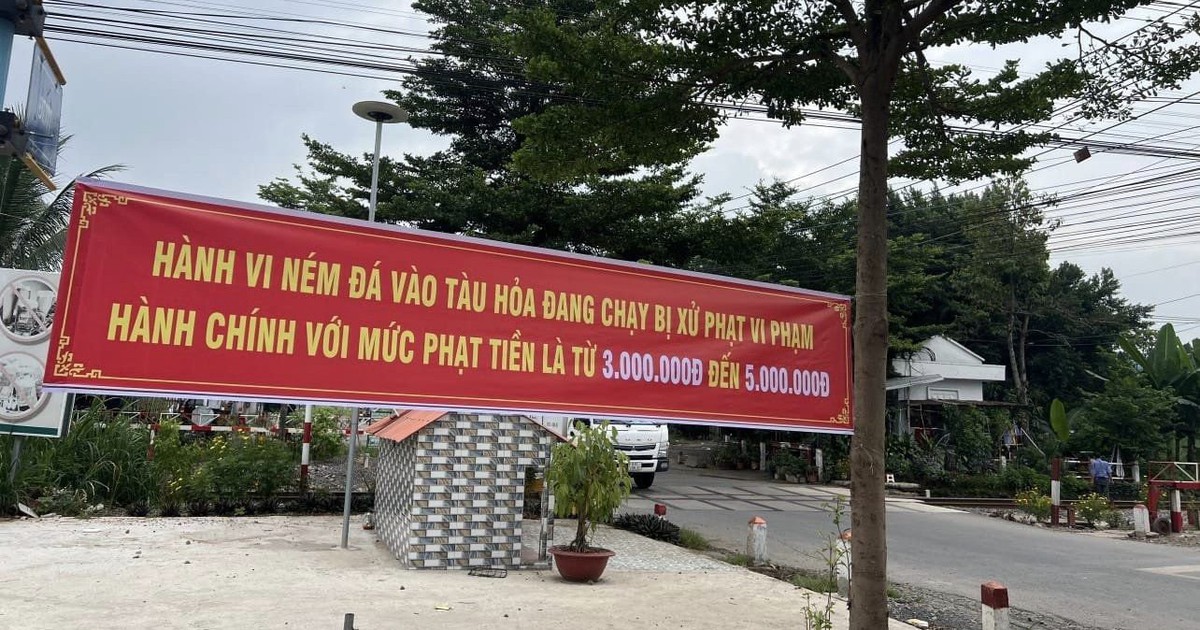 HÀNH VI NÉM ĐÁ VÀO TÀU HỎA ĐANG CHẠY BỊ XỬ PHẠT VI PHẠM
HÀNH CHÍNH VỚI MỨC PHẠT TIỀN LÀ TỪ 3.000.000Đ ĐẾN 5.000.000Đ